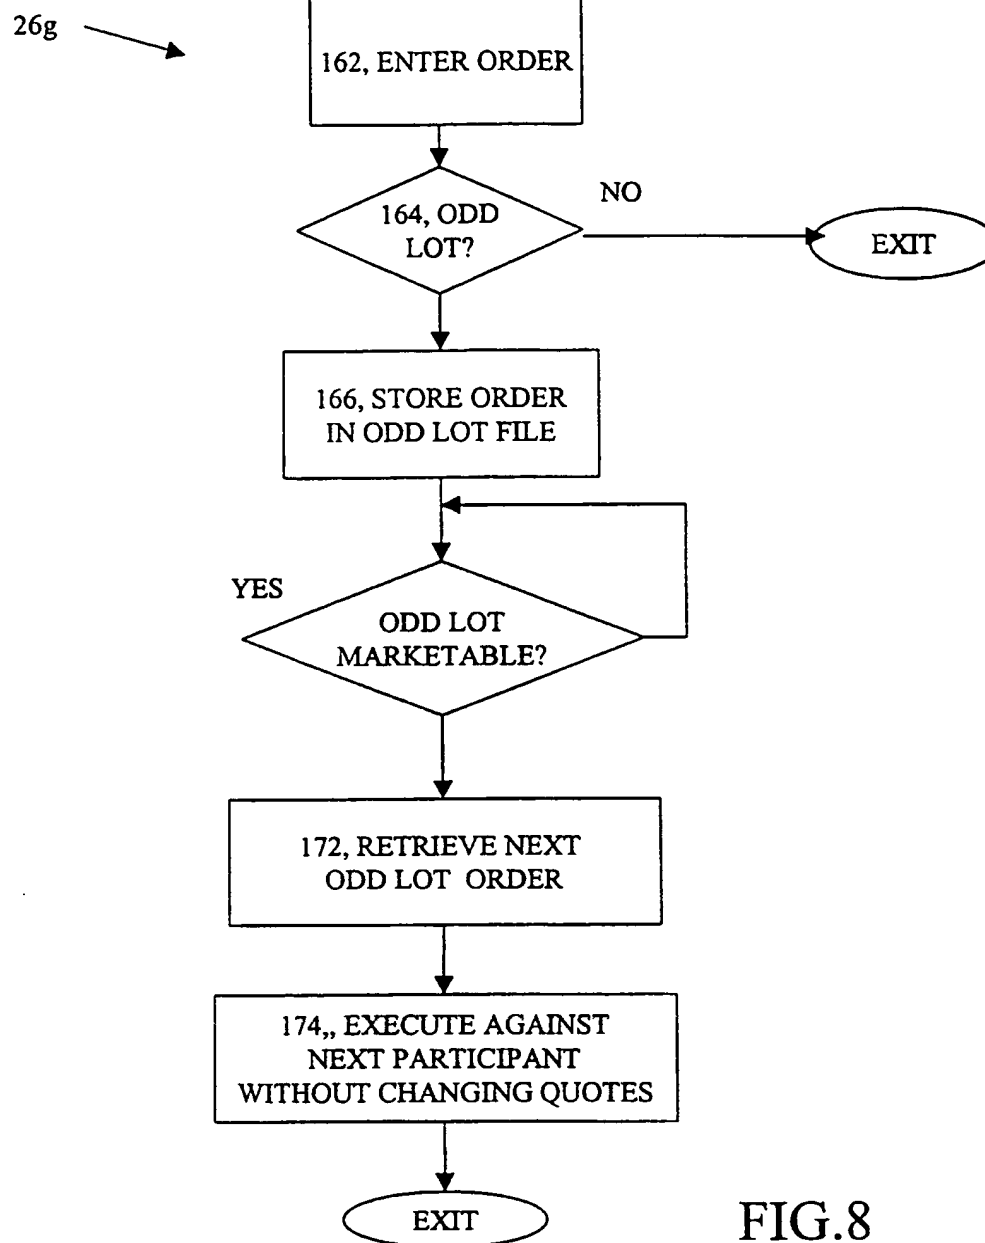 26g
162, ENTER ORDER
164, ODD
LOT?
NO
EXIT
166, STORE ORDER
IN ODD LOT FILE
YES
ODD LOT
MARKETABLE?
172, RETRIEVE NEXT
ODD LOT ORDER
174,, EXECUTE AGAINST
NEXT PARTICIPANT
WITHOUT CHANGING QUOTES
EXIT
FIG.8